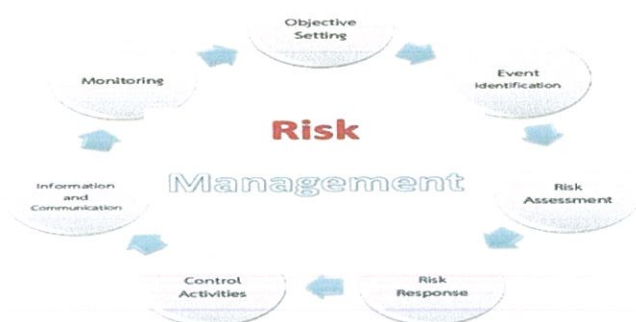 Objective
Setting
Event
Identification
Risk
Assessment
Risk
Response
Control
Activities
Information
and
Communication
Monitoring
Risk
Management